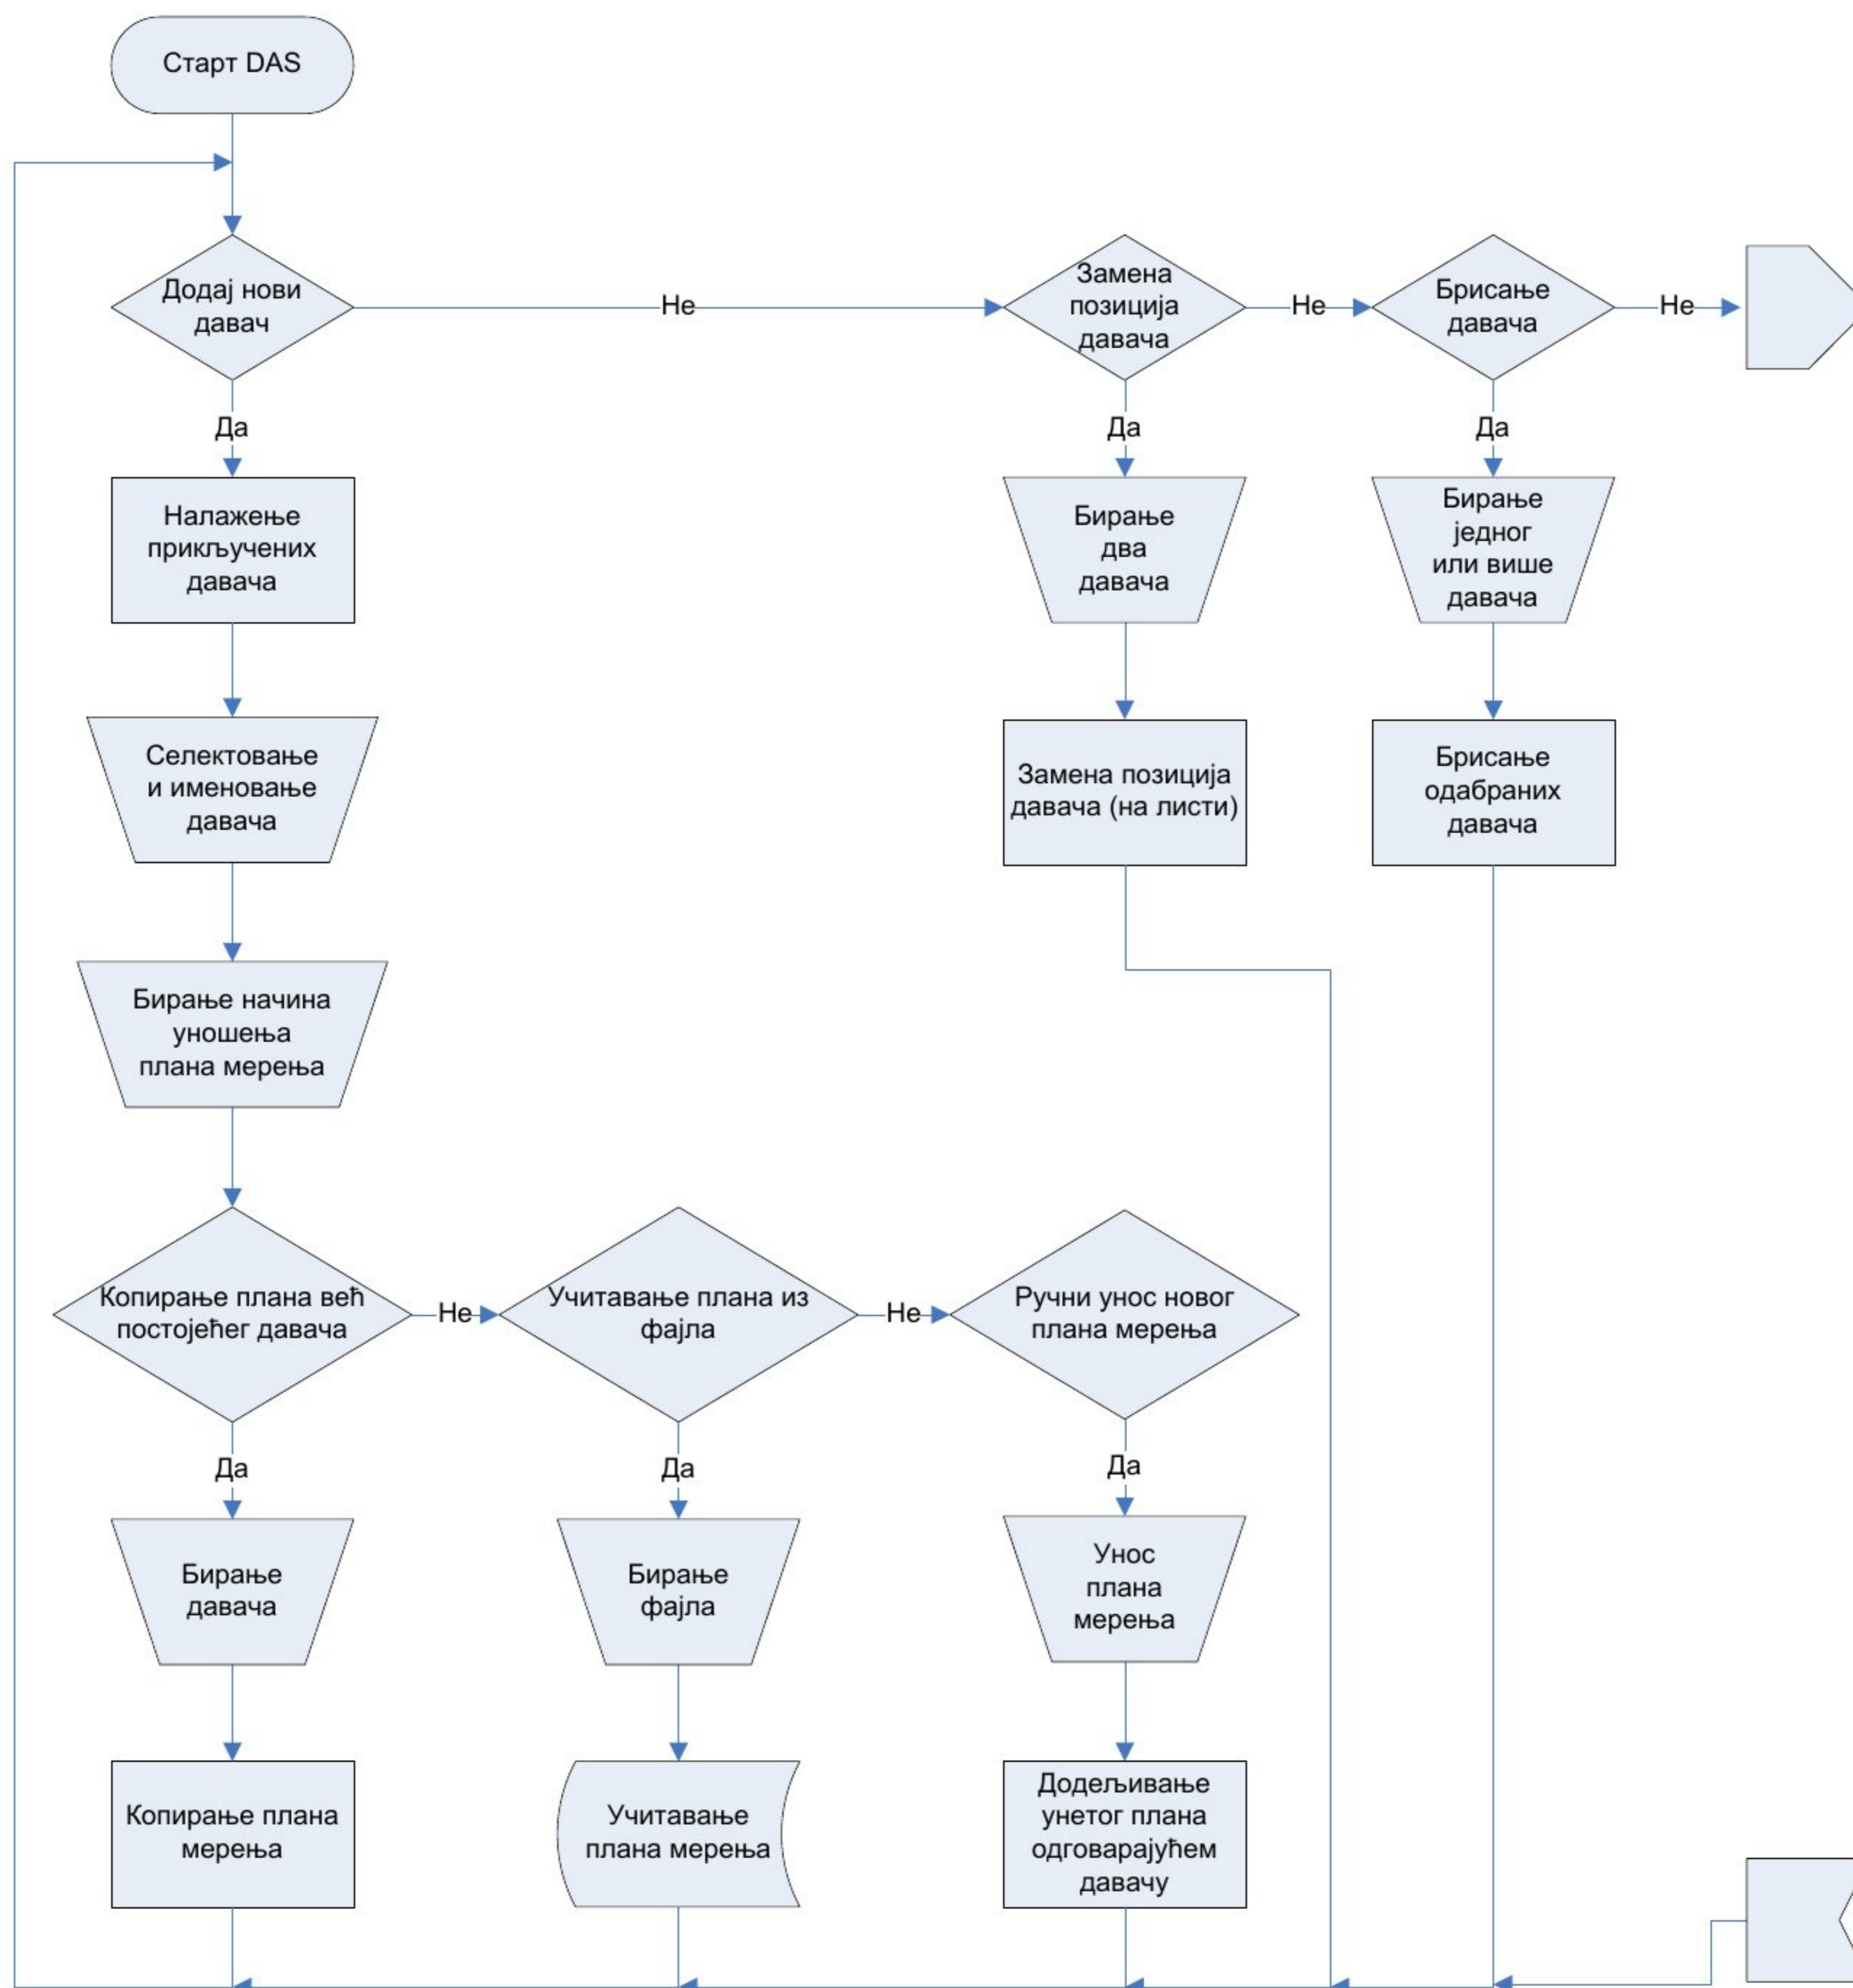 Старт DAS
Додај нови
давач
Не
Замена
позиција
давача
Не
Брисање
давача
Не
Да
Да
Да
Налажење
прикључених
давача
Бирање
два
давача
Бирање
једног
или више
давача
Селектовање
и именовање
давача
Замена позиција
давача (на листи)
Брисање
одабраних
давача
Бирање начина
уношења
плана мерења
Копирање плана већ
постојећег давача
Не
Учитавање плана из
фајла
Не
Ручни унос новог
плана мерења
Да
Да
Да
Бирање
давача
Бирање
фајла
Унос
плана
мерења
Копирање плана
мерења
Учитавање
плана мерења
Додељивање
унетог плана
одговарајућем
давачу